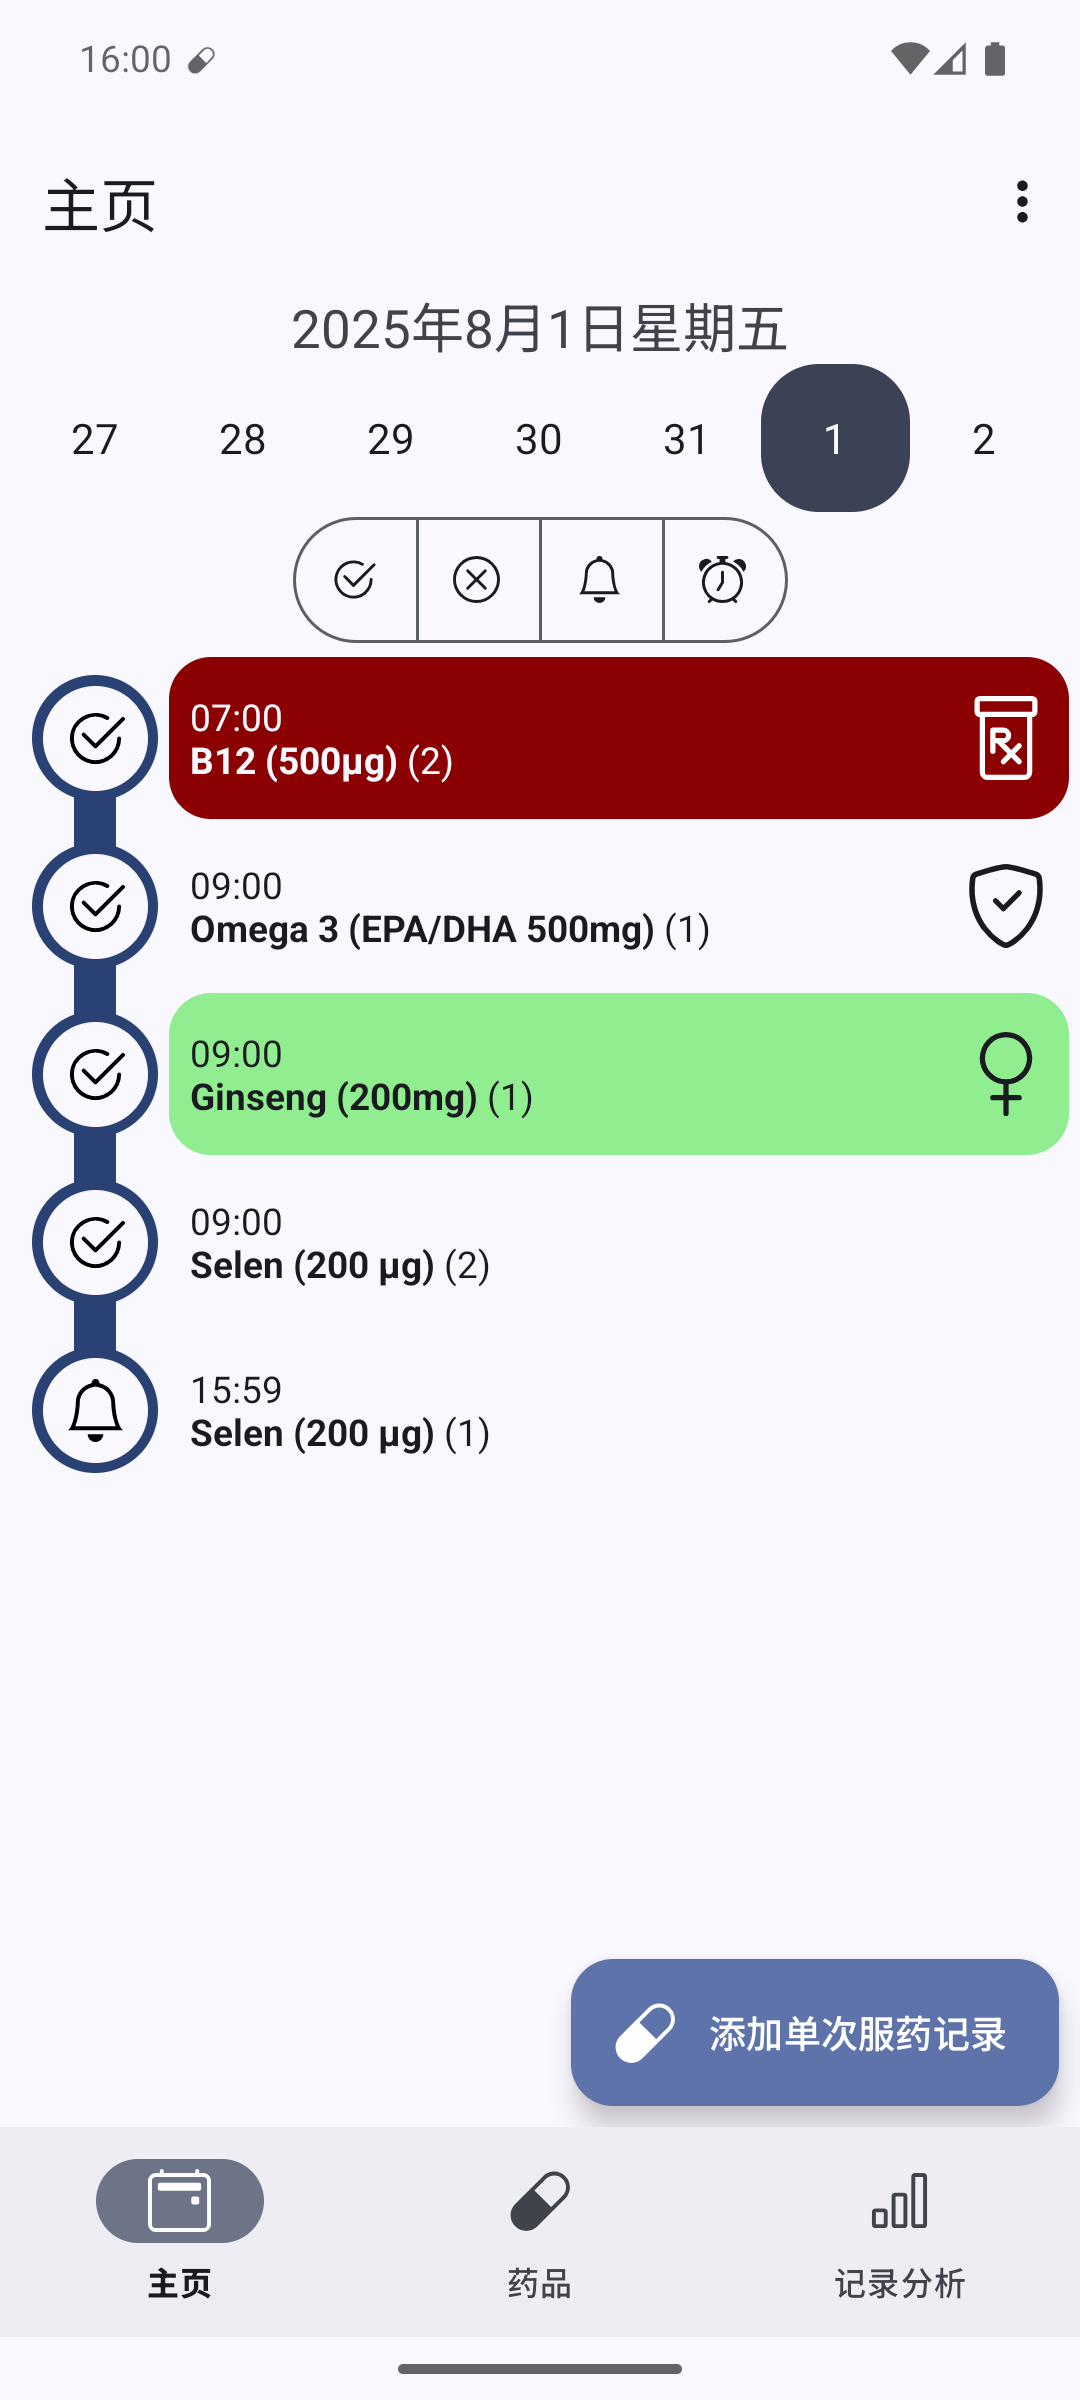 16:00
主页
2025年8月1日星期五
27 28 29 30 31 1 2
07:00
B12 (500µg) (2)
09:00
Omega 3 (EPA/DHA 500mg) (1)
09:00
Ginseng (200mg) (1)
09:00
Selen (200 µg) (2)
15:59
Selen (200 µg) (1)
添加单次服药记录
主页 药品 记录分析